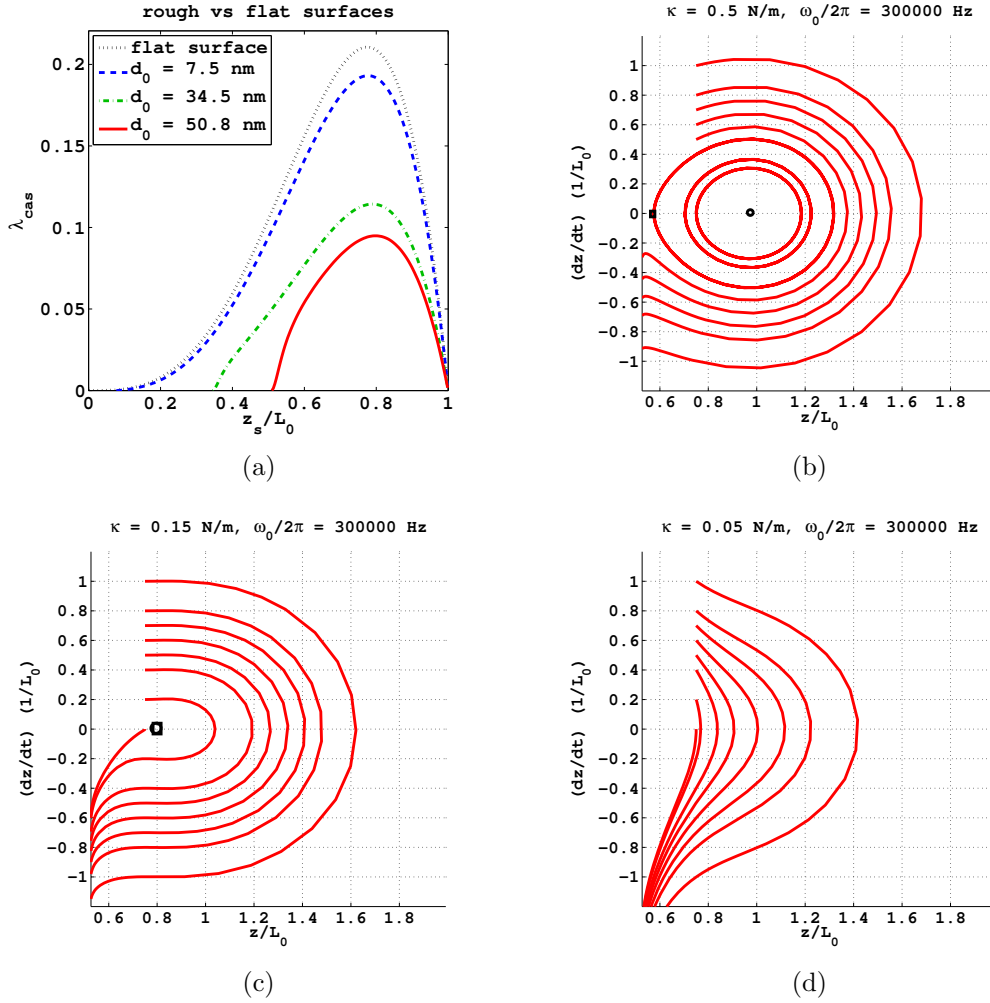 rough vs flat surfaces
flat surface
d₀ = 7.5 nm
d₀ = 34.5 nm
d₀ = 50.8 nm
0.2
0.15
0.1
0.05
0
λcas
0 0.2 0.4 0.6 0.8 1
z_s/L₀
(a)
κ = 0.5 N/m, ω₀/2π = 300000 Hz
1
0.8
0.6
0.4
0.2
0
−0.2
−0.4
−0.6
−0.8
−1
(dz/dt) (1/L₀)
0.6 0.8 1 1.2 1.4 1.6 1.8
z/L₀
(b)
κ = 0.15 N/m, ω₀/2π = 300000 Hz
1
0.8
0.6
0.4
0.2
0
−0.2
−0.4
−0.6
−0.8
−1
(dz/dt) (1/L₀)
0.6 0.8 1 1.2 1.4 1.6 1.8
z/L₀
(c)
κ = 0.05 N/m, ω₀/2π = 300000 Hz
1
0.8
0.6
0.4
0.2
0
−0.2
−0.4
−0.6
−0.8
−1
(dz/dt) (1/L₀)
0.6 0.8 1 1.2 1.4 1.6 1.8
z/L₀
(d)